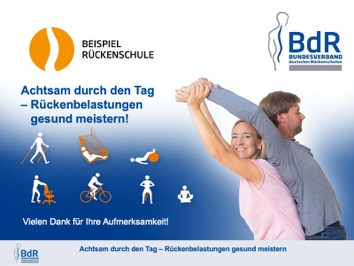 BEISPIEL
RÜCKENSCHULE
BdR
BUNDESVERBAND
deutscher Rückenschulen
Achtsam durch den Tag
– Rückenbelastungen
gesund meistern!
Vielen Dank für Ihre Aufmerksamkeit!
BdR
Achtsam durch den Tag – Rückenbelastungen gesund meistern